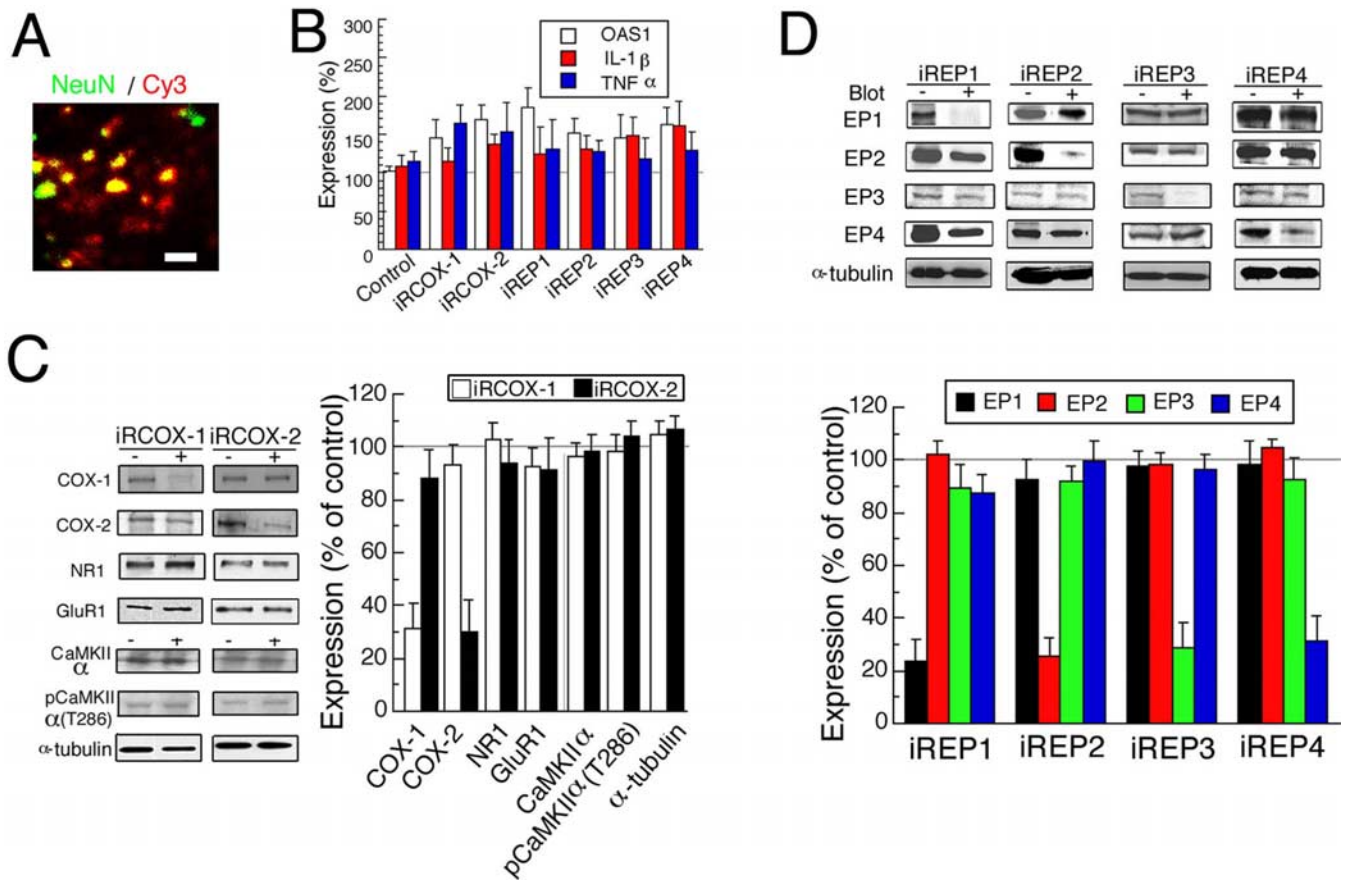 A
NeuN / Cy3
B
Expression (%)
300
200
150
100
50
0
OAS1
IL-1 β
TNF α
Control
iRCOX-1
iRCOX-2
iREP1
iREP2
iREP3
iREP4
C
iRCOX-1 iRCOX-2
- + - +
COX-1
COX-2
NR1
GluR1
- + - +
CaMKII
α
pCaMKII
α(T286)
α-tubulin
Expression (% of control)
120
100
80
60
40
20
0
iRCOX-1 iRCOX-2
COX-1
COX-2
NR1
GluR1
CaMKIIα
pCaMKIIα(T286)
α-tubulin
D
iREP1 iREP2 iREP3 iREP4
Blot - + - + - + - +
EP1
EP2
EP3
EP4
α-tubulin
Expression (% of control)
120
100
80
60
40
20
0
EP1 EP2 EP3 EP4
iREP1 iREP2 iREP3 iREP4